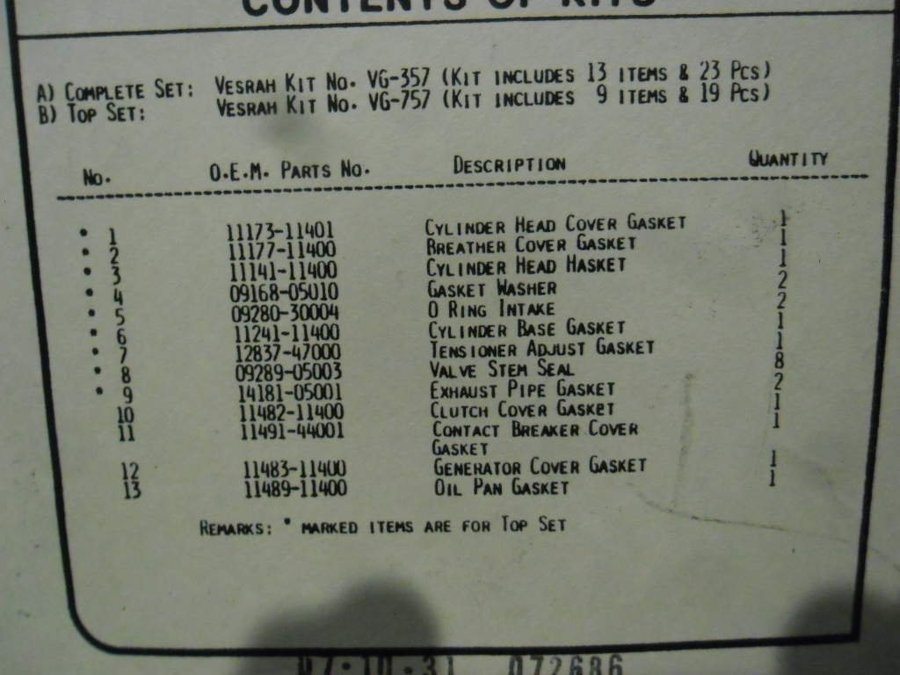 CONTENTS OF KITS
A) COMPLETE SET: VESRAH KIT NO. VG-357 (KIT INCLUDES 13 ITEMS & 23 PCS)
B) TOP SET: VESRAH KIT NO. VG-757 (KIT INCLUDES 9 ITEMS & 19 PCS)
NO. O.E.M. PARTS NO. DESCRIPTION QUANTITY
* 1 11173-11401 CYLINDER HEAD COVER GASKET 1
* 2 11177-11400 BREATHER COVER GASKET 1
* 3 11141-11400 CYLINDER HEAD HASKET 1
* 4 09168-05010 GASKET WASHER 2
* 5 09280-30004 O RING INTAKE 2
* 6 11241-11400 CYLINDER BASE GASKET 1
* 7 12837-47000 TENSIONER ADJUST GASKET 1
* 8 09289-05003 VALVE STEM SEAL 8
* 9 14181-05001 EXHAUST PIPE GASKET 2
10 11482-11400 CLUTCH COVER GASKET 1
11 11491-44001 CONTACT BREAKER COVER 1
GASKET
12 11483-11400 GENERATOR COVER GASKET 1
13 11489-11400 OIL PAN GASKET 1
REMARKS: * MARKED ITEMS ARE FOR TOP SET
07·10·31 072686